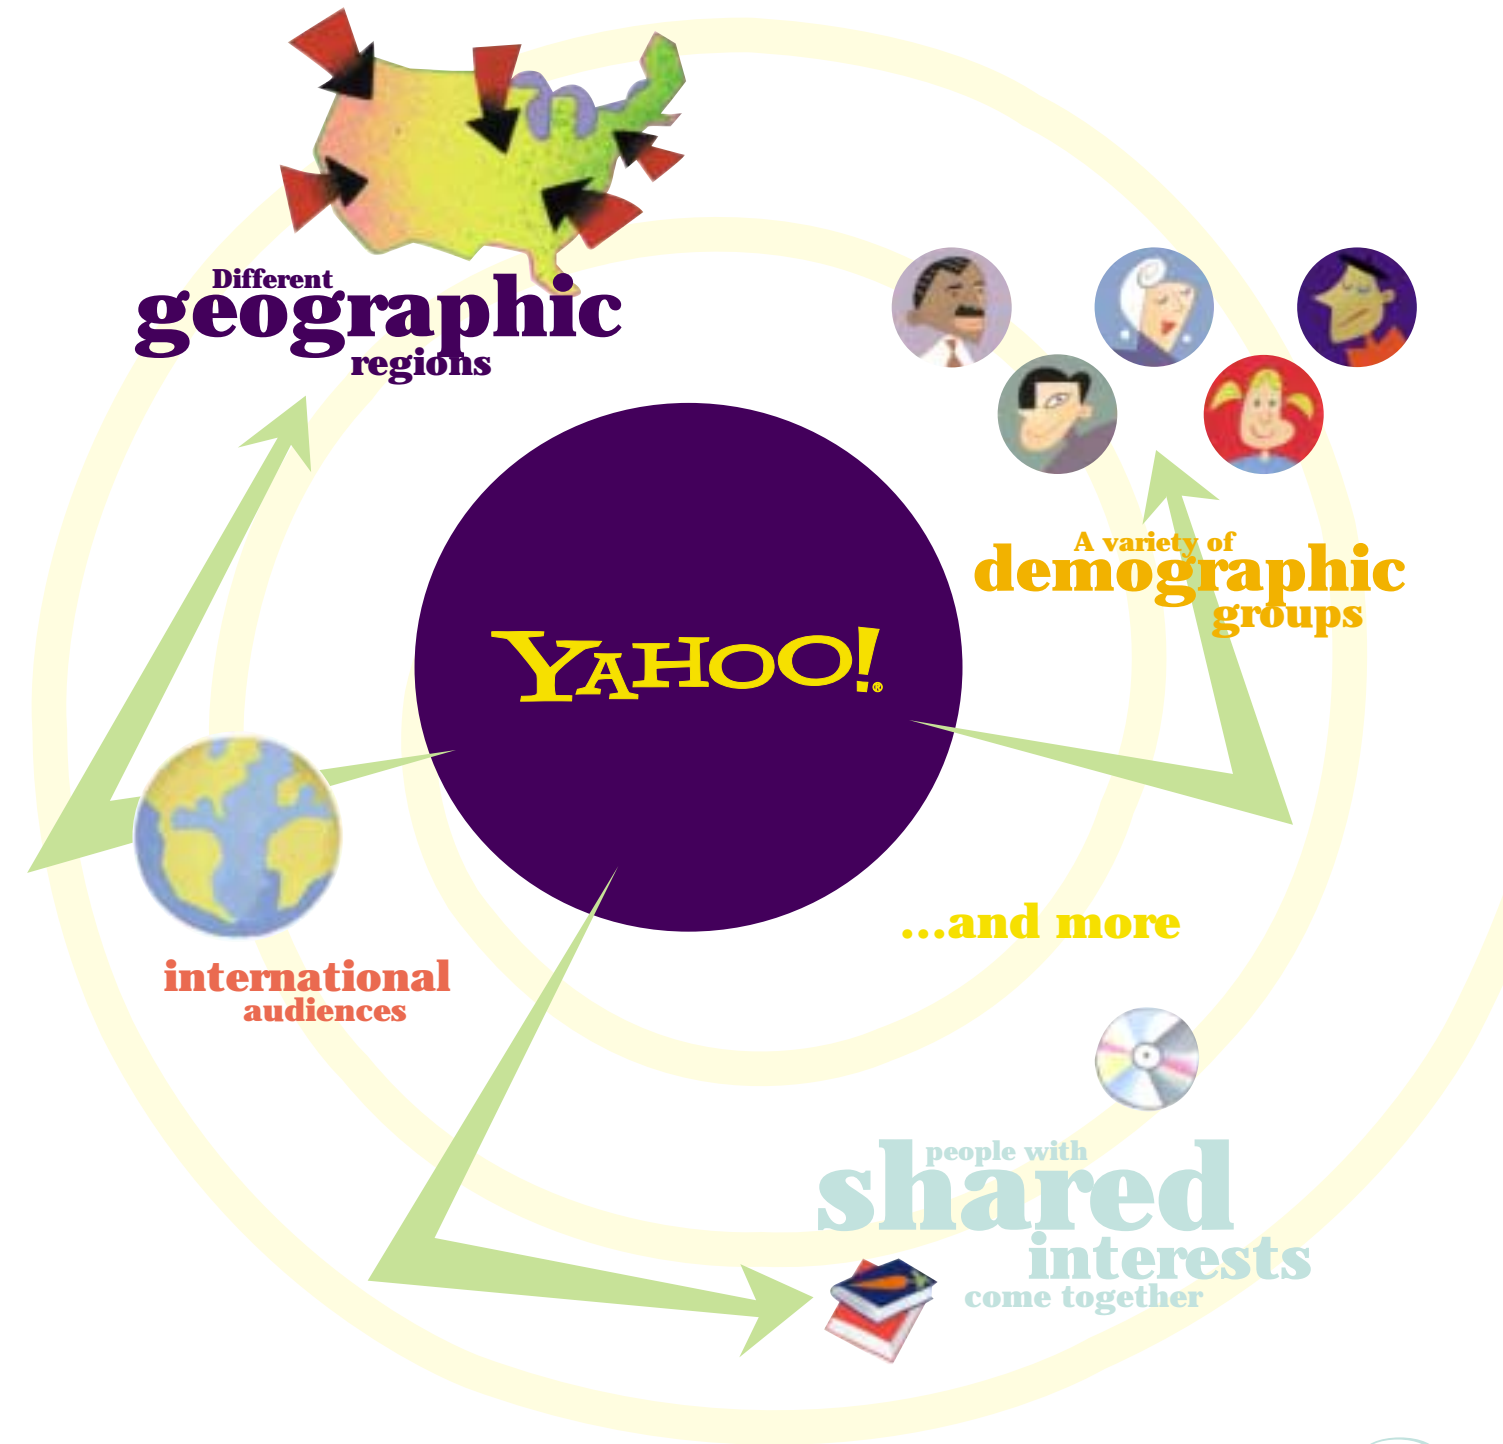 Different
geographic
regions
A variety of
demographic
groups
YAHOO!®
...and more
international
audiences
people with
shared
interests
come together